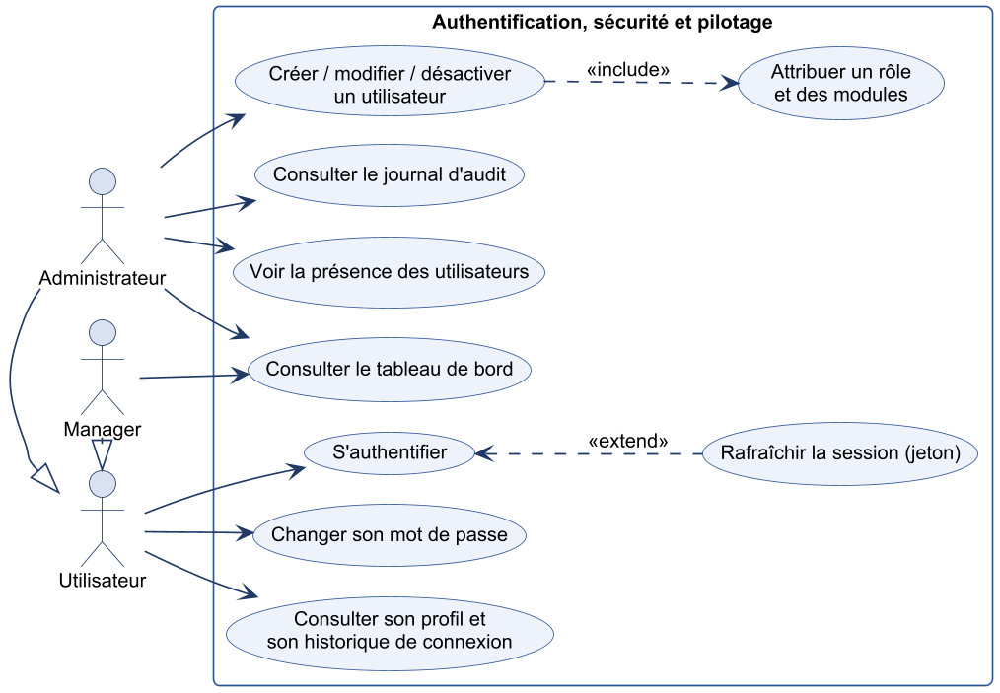 Authentification, sécurité et pilotage
Créer / modifier / désactiver
un utilisateur
«include»
Attribuer un rôle
et des modules
Consulter le journal d'audit
Voir la présence des utilisateurs
Administrateur
Consulter le tableau de bord
Manager
S'authentifier
«extend»
Rafraîchir la session (jeton)
Changer son mot de passe
Utilisateur
Consulter son profil et
son historique de connexion